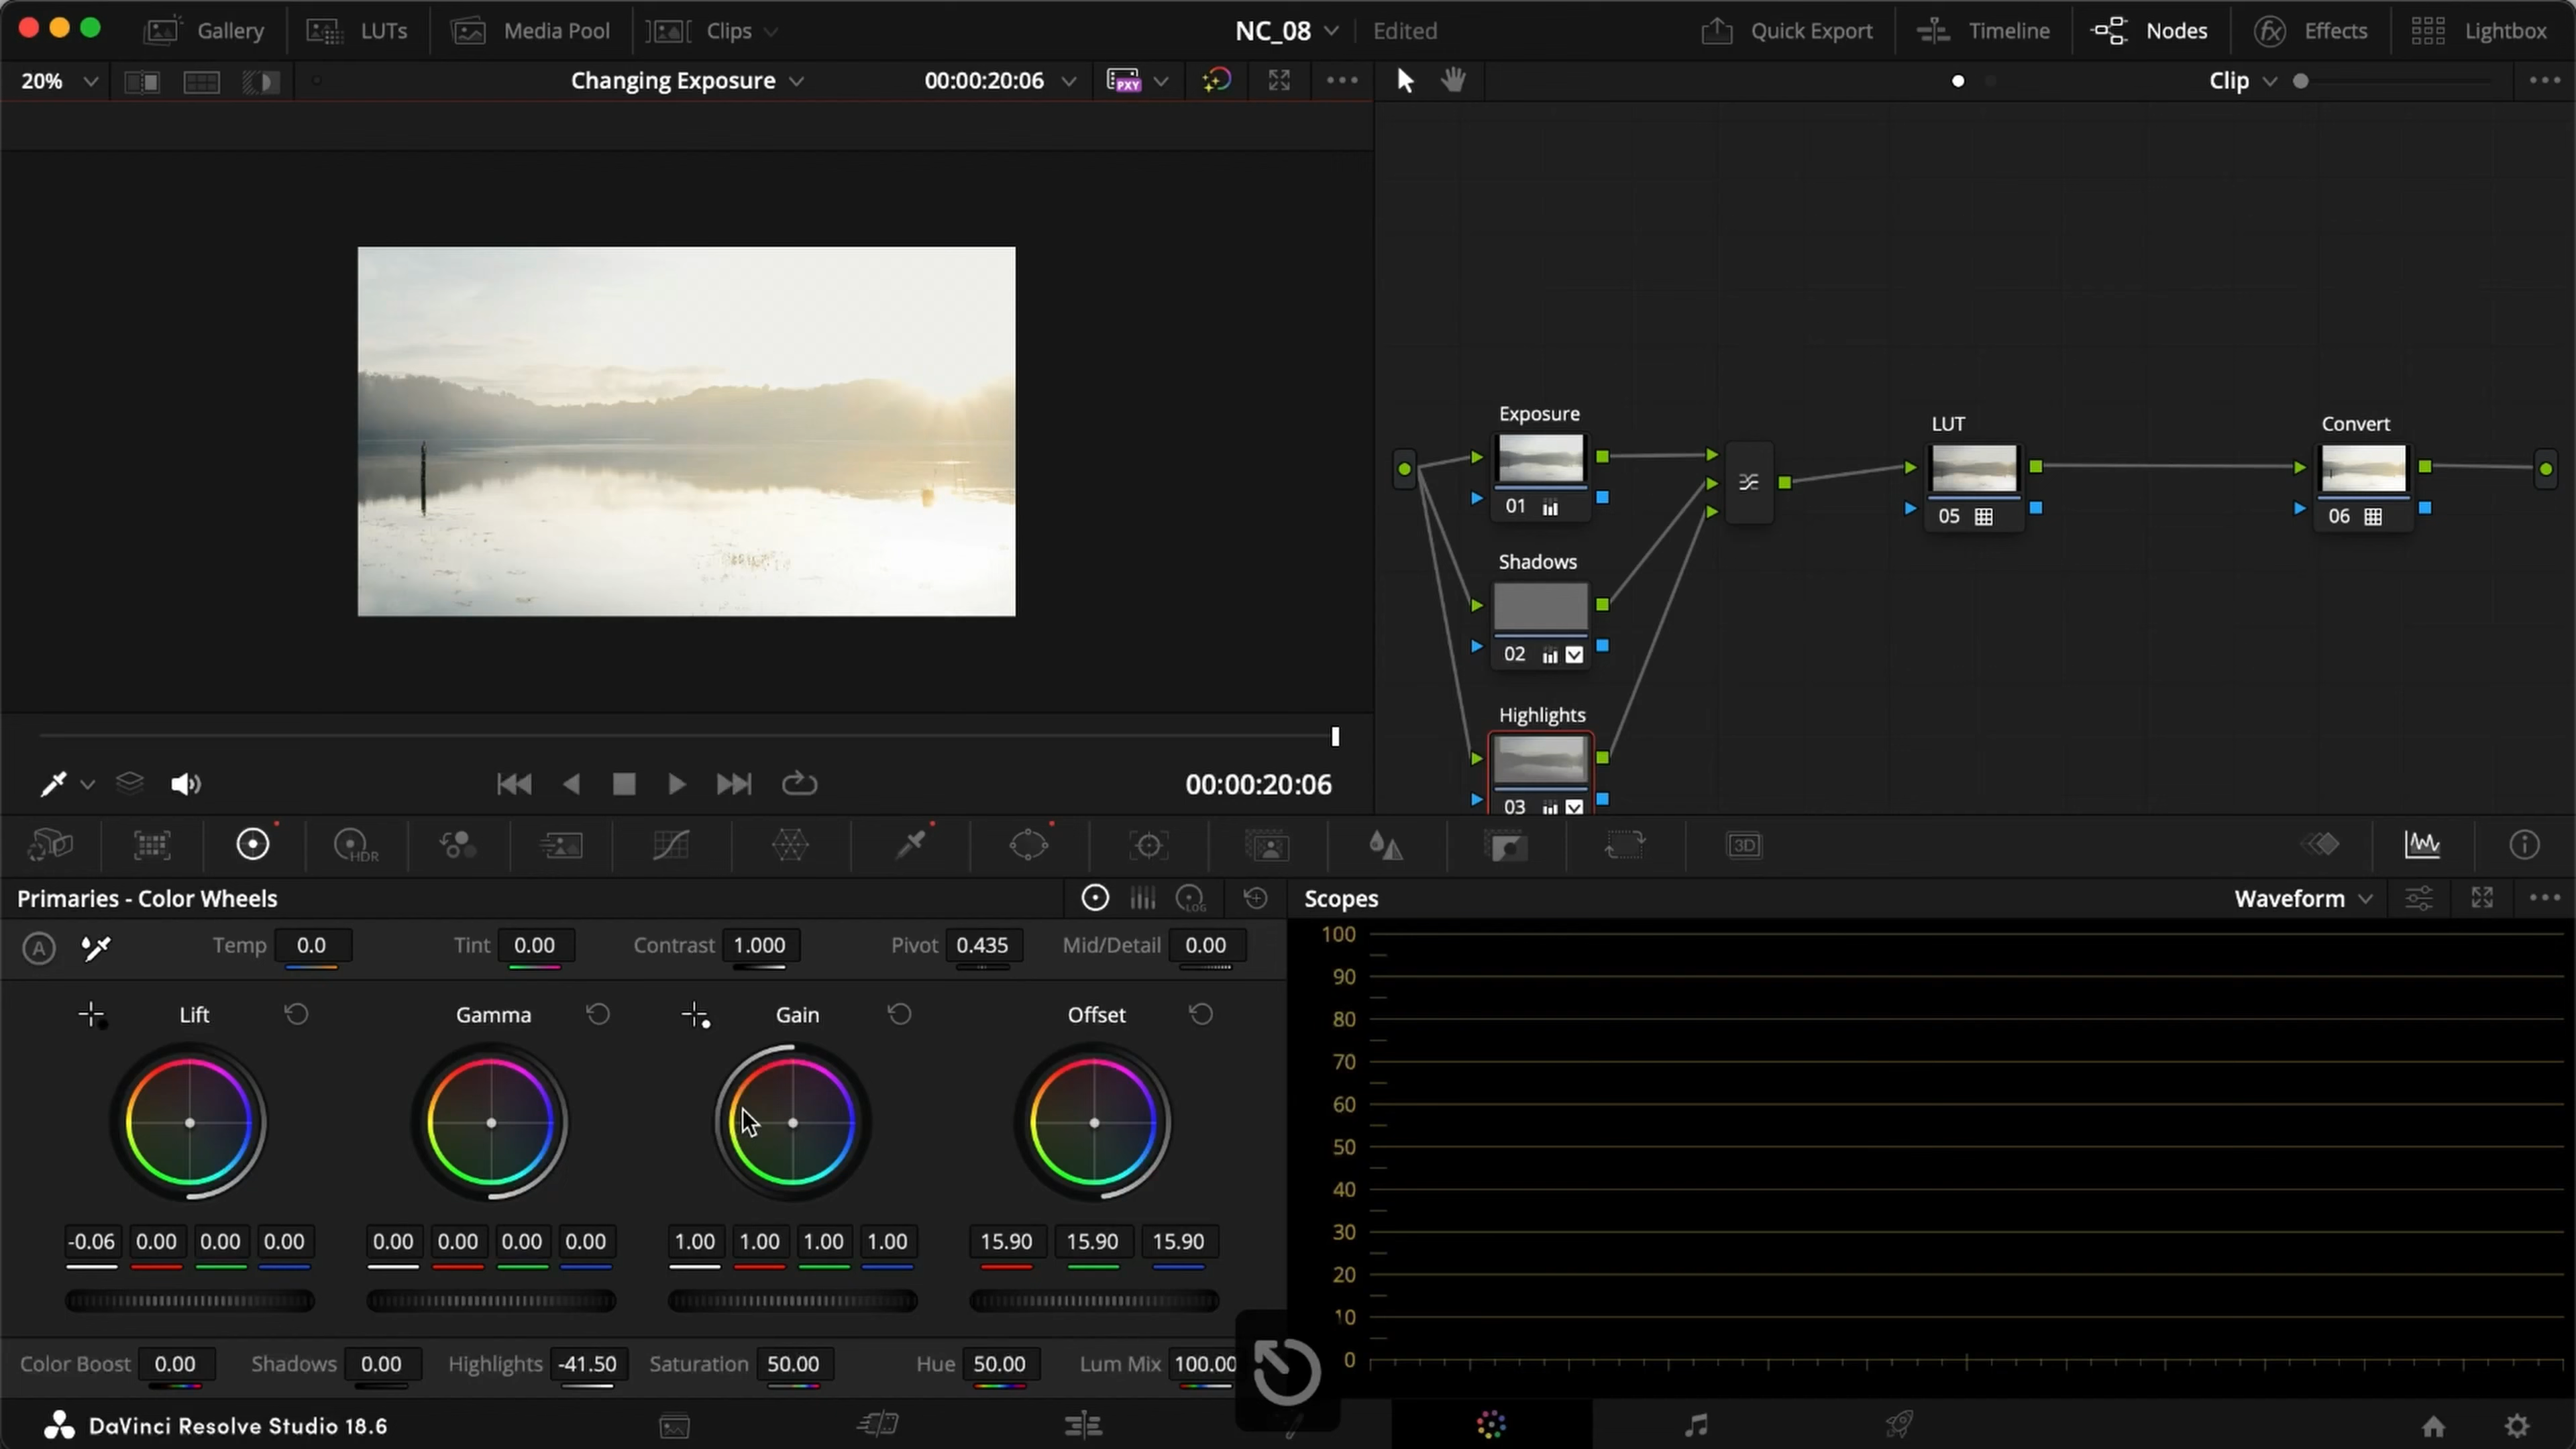 Gallery LUTs Media Pool Clips NC_08 Edited Quick Export Timeline Nodes fx Effects Lightbox
20% Changing Exposure 00:00:20:06 PXY Clip
Exposure
01
Shadows
02
Highlights
03
LUT
05
Convert
06
00:00:20:06
HDR 3D
Primaries - Color Wheels LOG
Scopes Waveform
A Temp 0.0 Tint 0.00 Contrast 1.000 Pivot 0.435 Mid/Detail 0.00
Lift Gamma Gain Offset
-0.06 0.00 0.00 0.00 0.00 0.00 0.00 0.00 1.00 1.00 1.00 1.00 15.90 15.90 15.90
Color Boost 0.00 Shadows 0.00 Highlights -41.50 Saturation 50.00 Hue 50.00 Lum Mix 100.00
100
90
80
70
60
50
40
30
20
10
0
DaVinci Resolve Studio 18.6